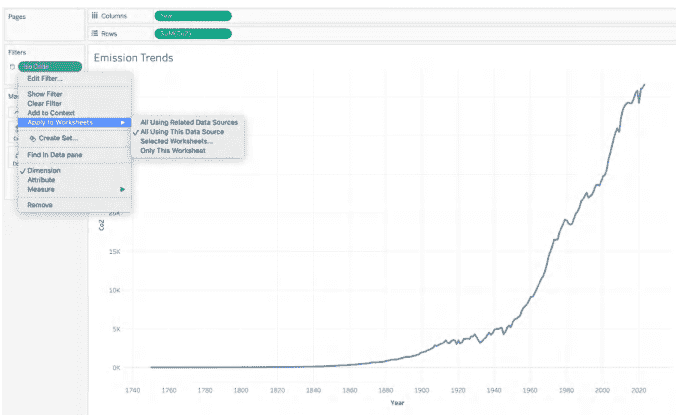 Pages
Columns
Rows
Filters
Emission Trends
Edit Filter...
Show Filter
Clear Filter
Add to Context
Apply to Worksheets
All Using Related Data Sources
✓ All Using This Data Source
Selected Worksheets...
Only This Worksheet
Create Set...
Find in Data pane
✓ Dimension
Attribute
Measure
Remove
Co2
15K
10K
5K
0K
1740 1760 1780 1800 1820 1840 1860 1880 1900 1920 1940 1960 1980 2000 2020
Year